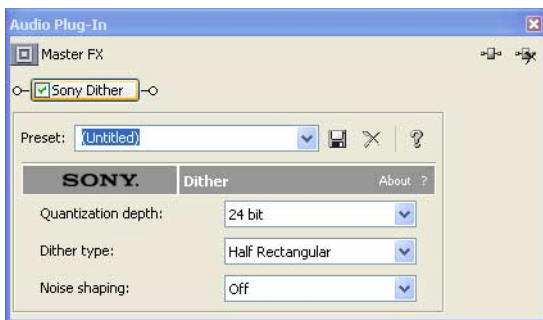 Audio Plug-In
Master FX
Sony Dither
Preset: (Untitled)
SONY. Dither About ?
Quantization depth: 24 bit
Dither type: Half Rectangular
Noise shaping: Off